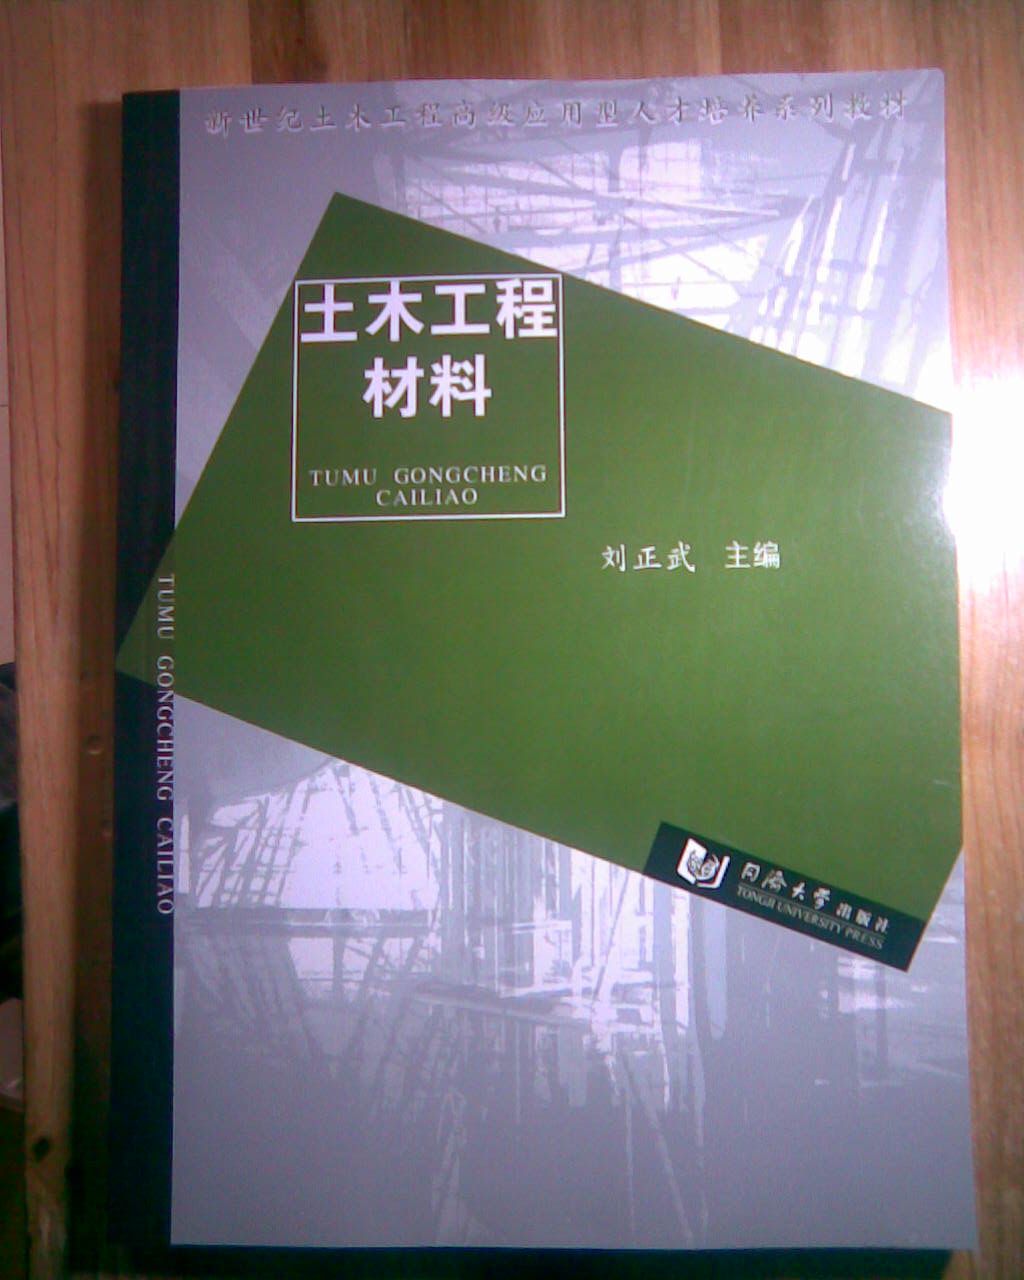 新世纪土木工程高级应用型人才培养系列教材
土木工程
材料
TUMU GONGCHENG
CAILIAO
刘正武 主编
TUMU GONGCHENG CAILIAO
同济大学出版社
TONGJI UNIVERSITY PRESS